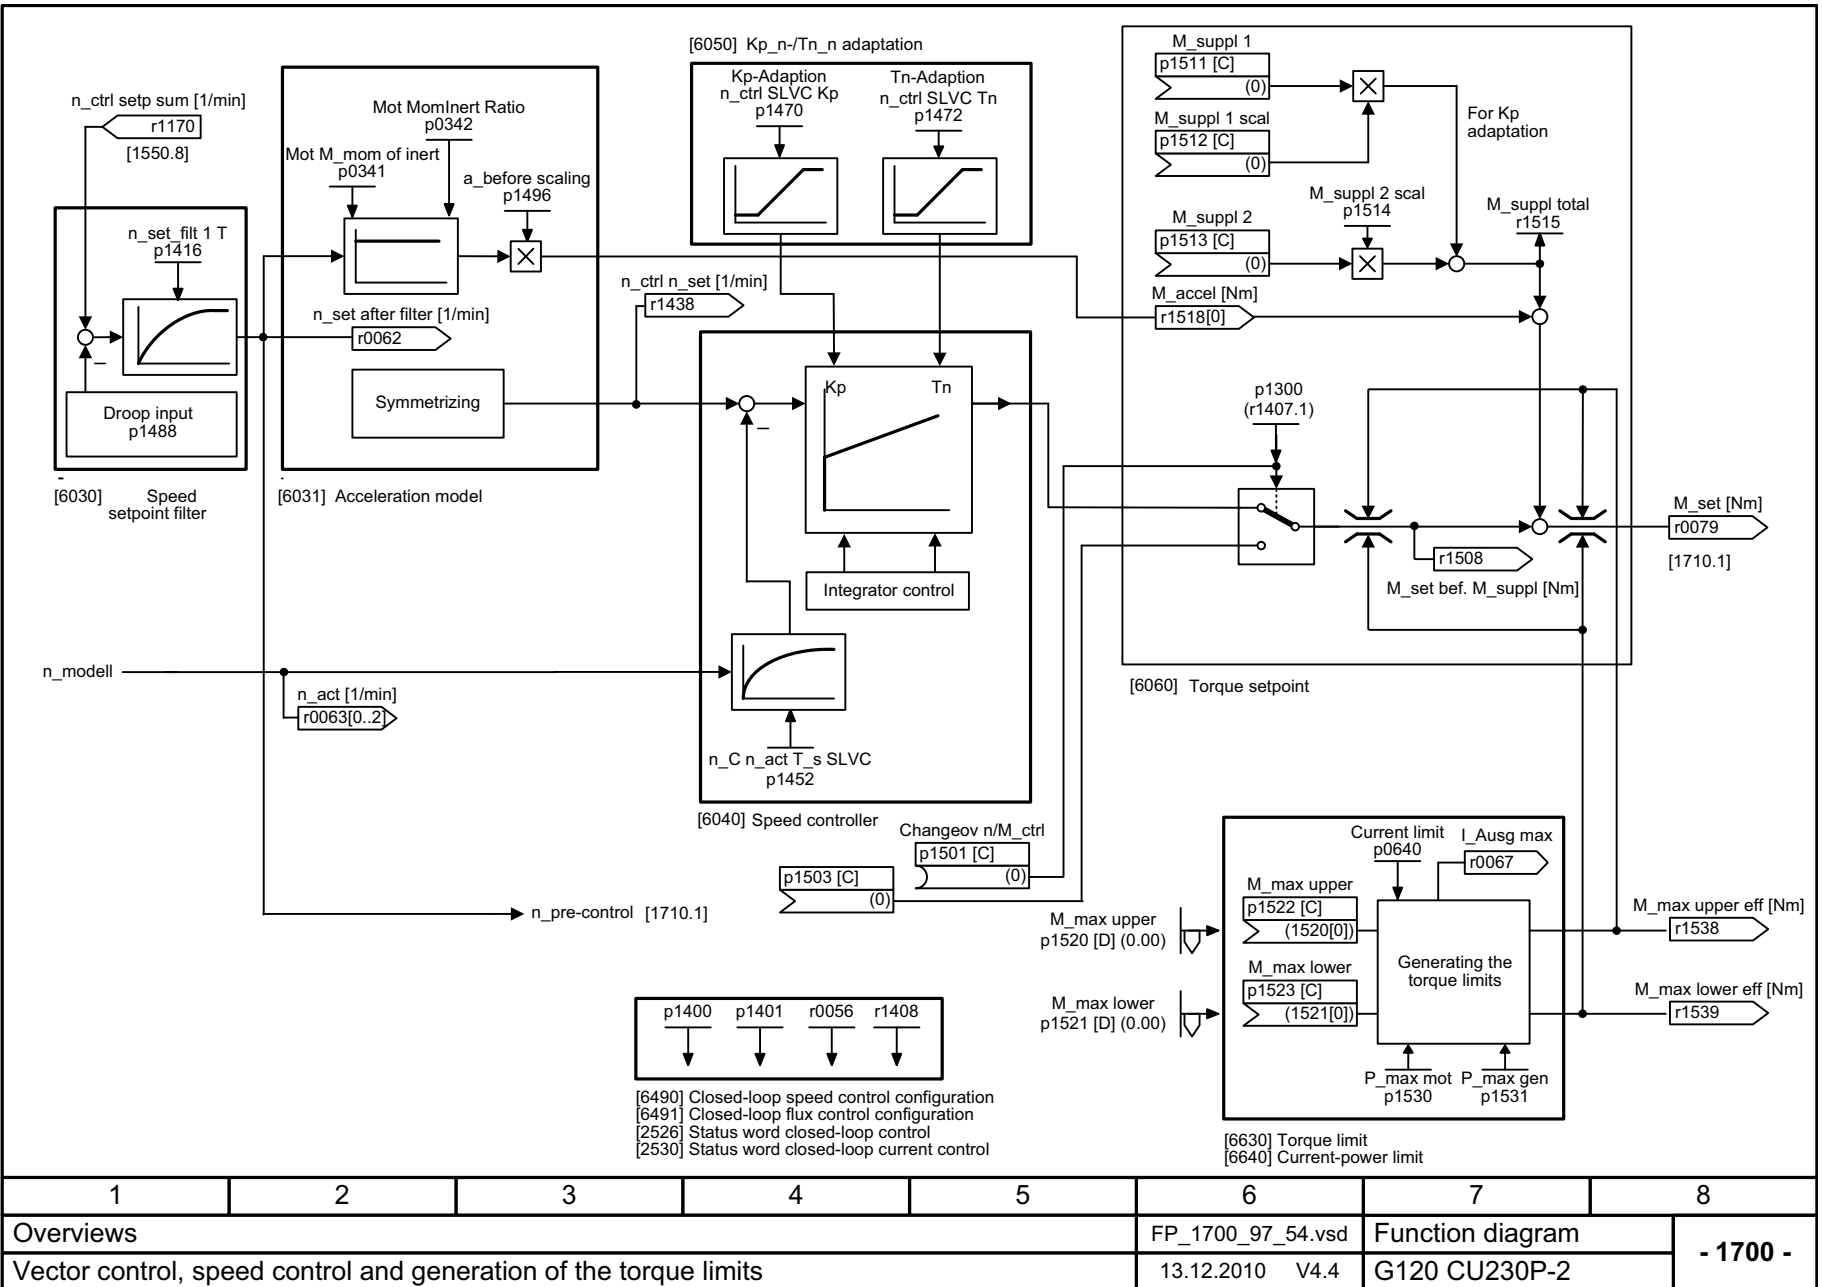 [6050] Kp_n-/Tn_n adaptation
n_ctrl setp sum [1/min]
r1170
[1550.8]
n_set_filt 1 T
p1416
Droop input
p1488
[6030] Speed
setpoint filter
Mot MomInert Ratio
p0342
Mot M_mom of inert
p0341
a_before scaling
p1496
n_set after filter [1/min]
r0062
Symmetrizing
[6031] Acceleration model
Kp-Adaption
n_ctrl SLVC Kp
p1470
Tn-Adaption
n_ctrl SLVC Tn
p1472
n_ctrl n_set [1/min]
r1438
Kp
Tn
Integrator control
n_C n_act T_s SLVC
p1452
[6040] Speed controller
n_modell
n_act [1/min]
r0063[0..2]
n_pre-control [1710.1]
Changeov n/M_ctrl
p1501 [C]
(0)
p1503 [C]
(0)
M_suppl 1
p1511 [C]
(0)
M_suppl 1 scal
p1512 [C]
(0)
For Kp
adaptation
M_suppl 2 scal
p1514
M_suppl 2
p1513 [C]
(0)
M_suppl total
r1515
M_accel [Nm]
r1518[0]
p1300
(r1407.1)
r1508
M_set bef. M_suppl [Nm]
M_set [Nm]
r0079
[1710.1]
[6060] Torque setpoint
Current limit
p0640
I_Ausg max
r0067
M_max upper
p1522 [C]
(1520[0])
M_max lower
p1523 [C]
(1521[0])
Generating the
torque limits
M_max upper
p1520 [D] (0.00)
M_max lower
p1521 [D] (0.00)
M_max upper eff [Nm]
r1538
M_max lower eff [Nm]
r1539
P_max mot
p1530
P_max gen
p1531
[6630] Torque limit
[6640] Current-power limit
p1400 p1401 r0056 r1408
[6490] Closed-loop speed control configuration
[6491] Closed-loop flux control configuration
[2526] Status word closed-loop control
[2530] Status word closed-loop current control
1 2 3 4 5 6 7 8
Overviews
FP_1700_97_54.vsd
Function diagram
- 1700 -
Vector control, speed control and generation of the torque limits
13.12.2010 V4.4
G120 CU230P-2